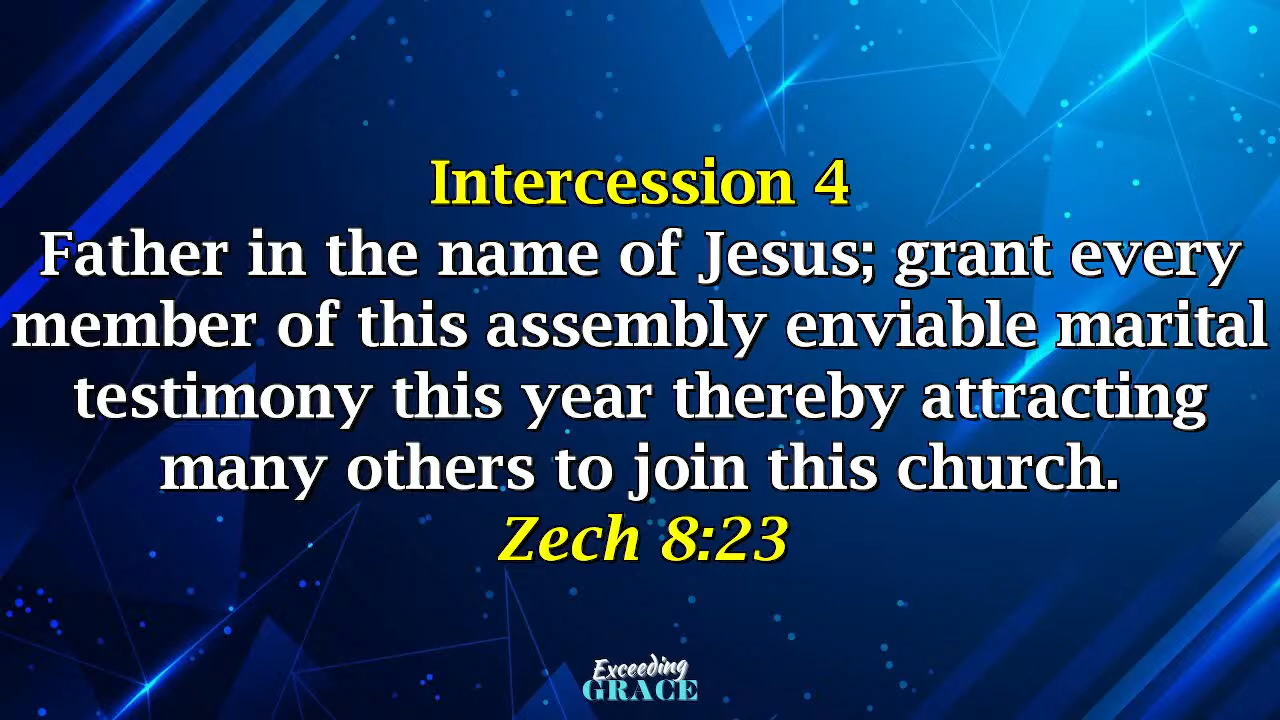 Intercession 4
Father in the name of Jesus; grant every
member of this assembly enviable marital
testimony this year thereby attracting
many others to join this church.
Zech 8:23
Exceeding
GRACE